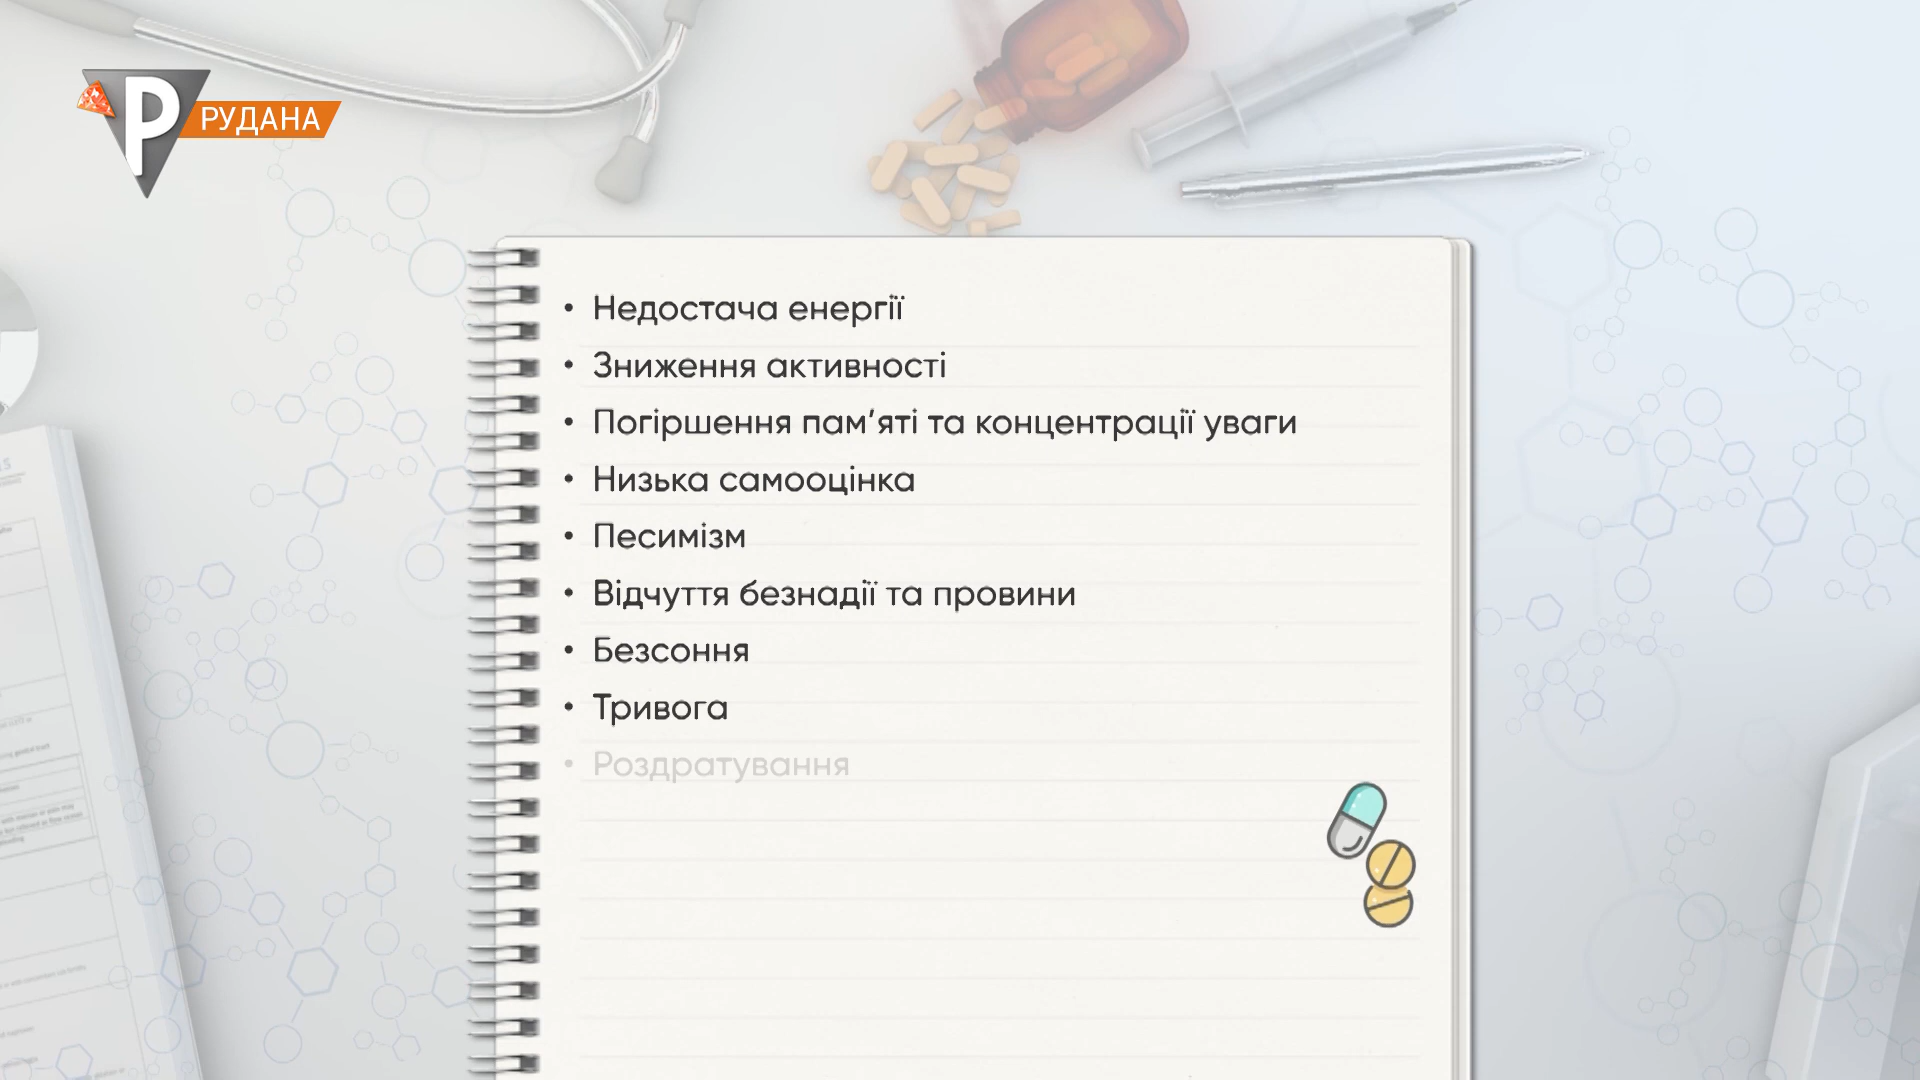 Р РУДАНА
• Недостача енергії
• Зниження активності
• Погіршення пам’яті та концентрації уваги
• Низька самооцінка
• Песимізм
• Відчуття безнадії та провини
• Безсоння
• Тривога
• Роздратування